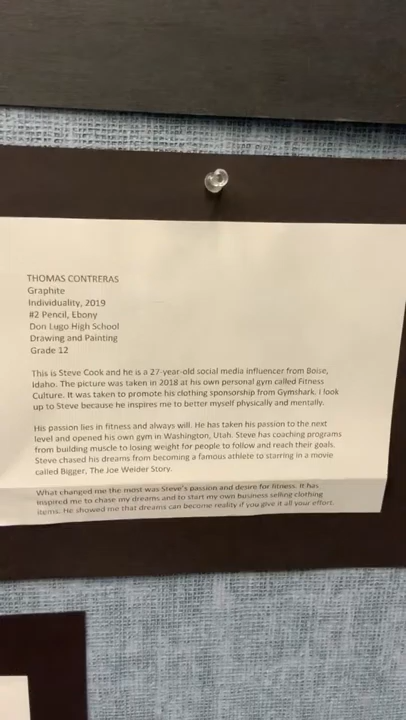 THOMAS CONTRERAS
Graphite
Individuality, 2019
#2 Pencil, Ebony
Don Lugo High School
Drawing and Painting
Grade 12
This is Steve Cook and he is a 27-year-old social media influencer from Boise,
Idaho. The picture was taken in 2018 at his own personal gym called Fitness
Culture. It was taken to promote his clothing sponsorship from Gymshark. I look
up to Steve because he inspires me to better myself physically and mentally.
His passion lies in fitness and always will. He has taken his passion to the next
level and opened his own gym in Washington, Utah. Steve has coaching programs
from building muscle to losing weight for people to follow and reach their goals.
Steve chased his dreams from becoming a famous athlete to starring in a movie
called Bigger, The Joe Weider Story.
What changed me the most was Steve's passion and desire for fitness. It has
inspired me to chase my dreams and to start my own business selling clothing
items. He showed me that dreams can become reality if you give it all your effort.